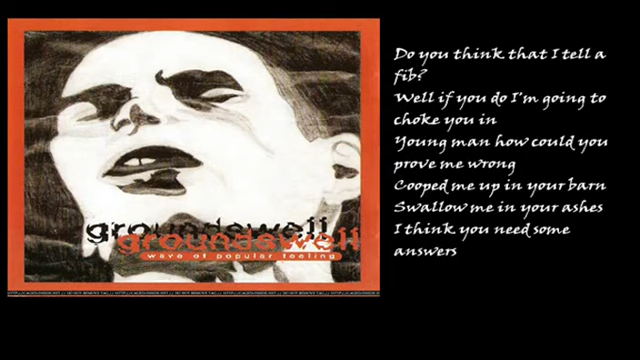 groundswell
groundswell
wave of popular feeling
Do you think that I tell a
fib?
Well if you do I'm going to
choke you in
Young man how could you
prove me wrong
Cooped me up in your barn
Swallow me in your ashes
I think you need some
answers